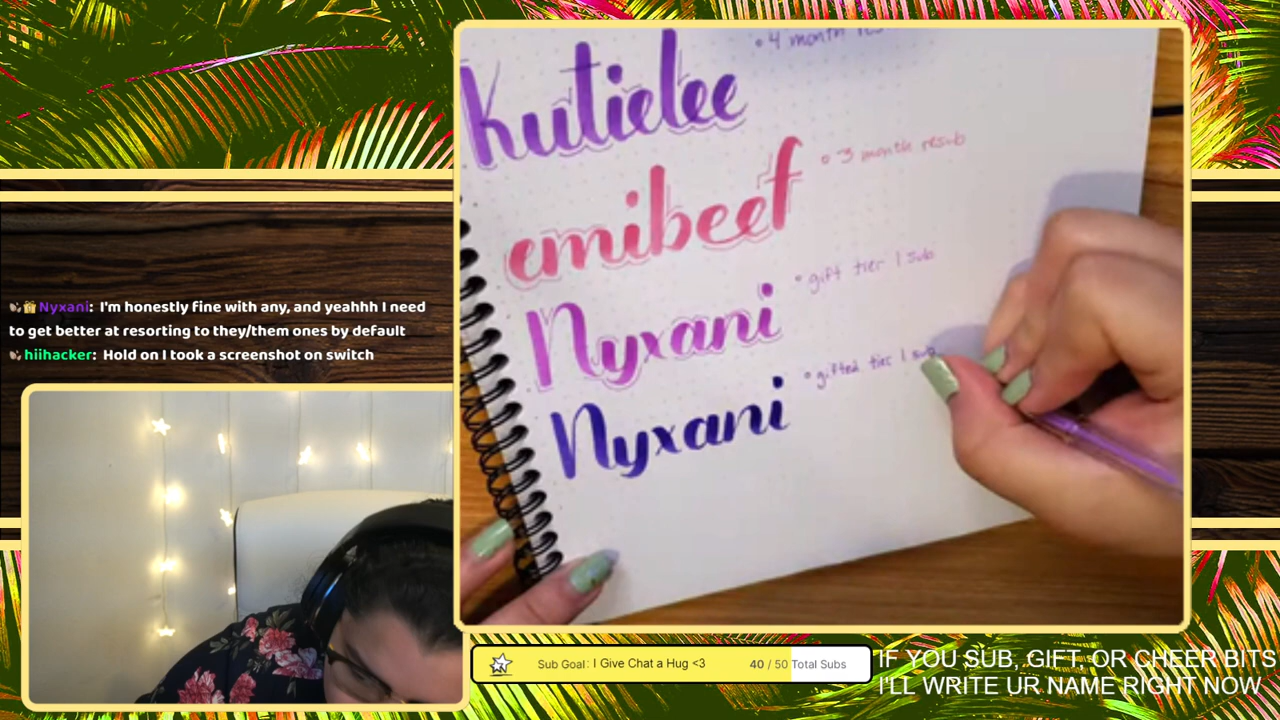 • 4 month
Kutielee
• 3 month resub
emibeef
• gift tier 1 sub
Nyxani
• gifted tier 1 sub
Nyxani
Nyxani: I'm honestly fine with any, and yeahhh I need
to get better at resorting to they/them ones by default
hiihacker: Hold on I took a screenshot on switch
Sub Goal: I Give Chat a Hug <3 40 / 50 Total Subs
IF YOU SUB, GIFT, OR CHEER BITS
I'LL WRITE UR NAME RIGHT NOW